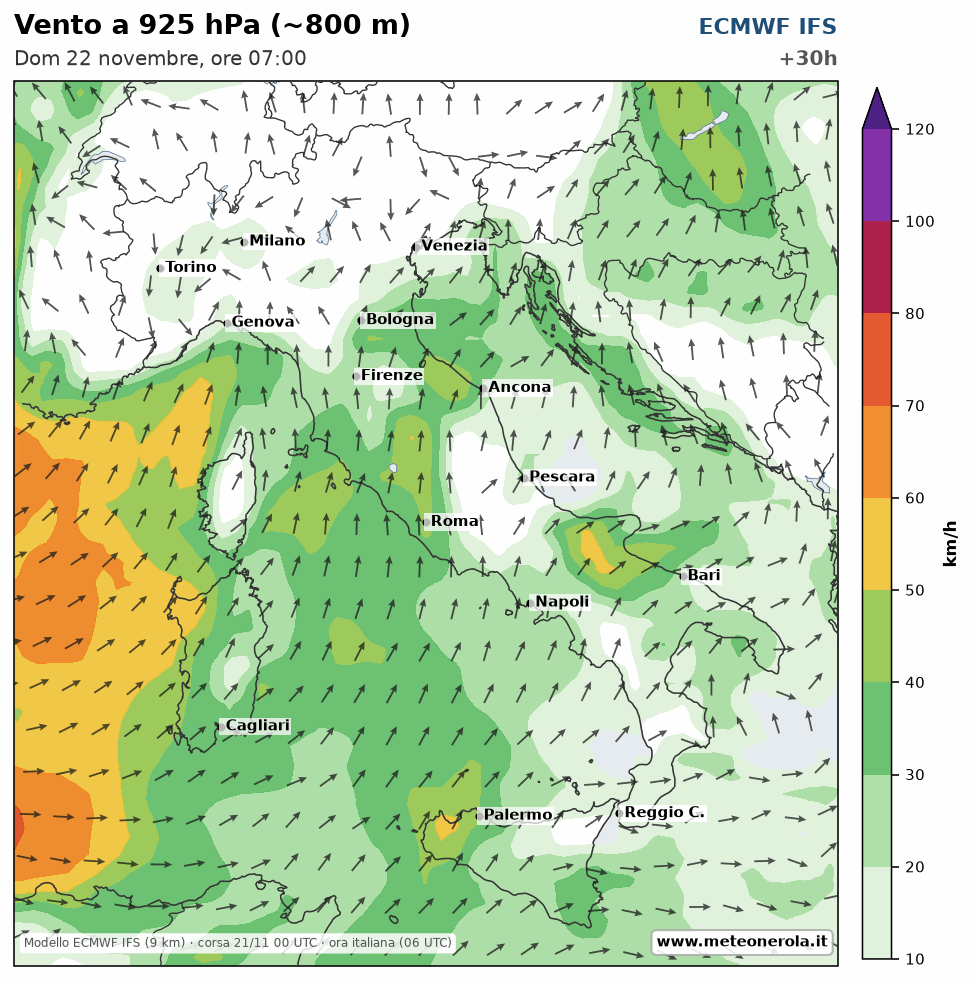 Vento a 925 hPa (~800 m)
ECMWF IFS
Dom 22 novembre, ore 07:00
+30h
Milano
Venezia
Torino
Genova
Bologna
Firenze
Ancona
Pescara
Roma
Bari
Napoli
Cagliari
Palermo
Reggio C.
120
100
80
70
60
50
40
30
20
10
km/h
Modello ECMWF IFS (9 km) · corsa 21/11 00 UTC · ora italiana (06 UTC)
www.meteonerola.it